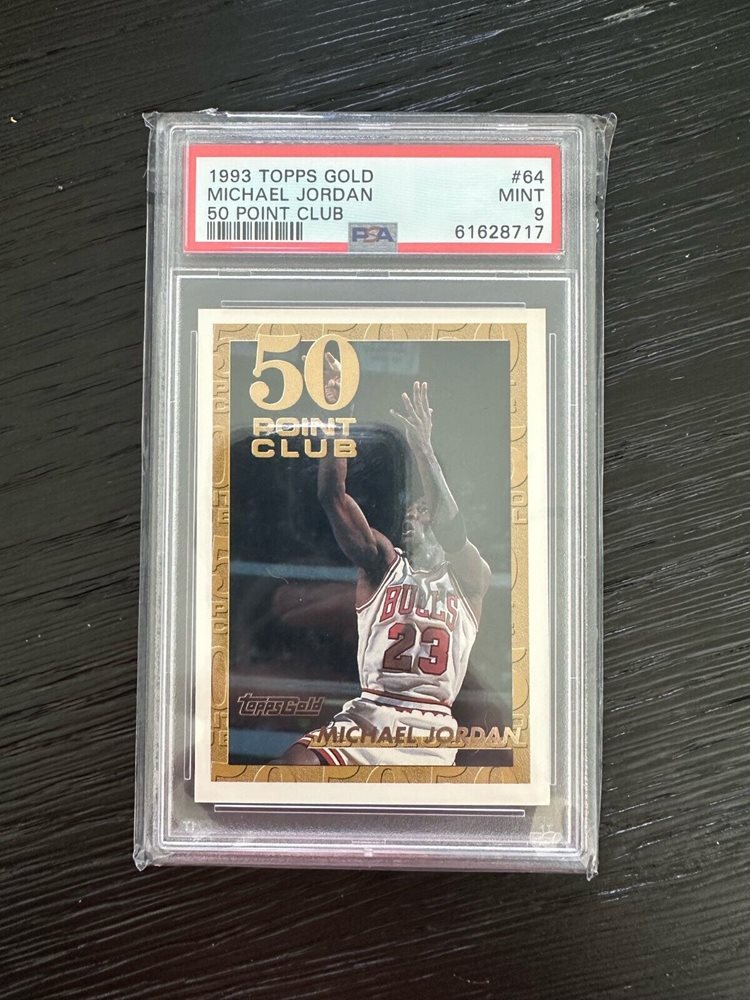 1993 TOPPS GOLD #64
MICHAEL JORDAN MINT
50 POINT CLUB 9
PSA 61628717
50
POINT
CLUB
BULLS
23
ToppsGold
MICHAEL JORDAN